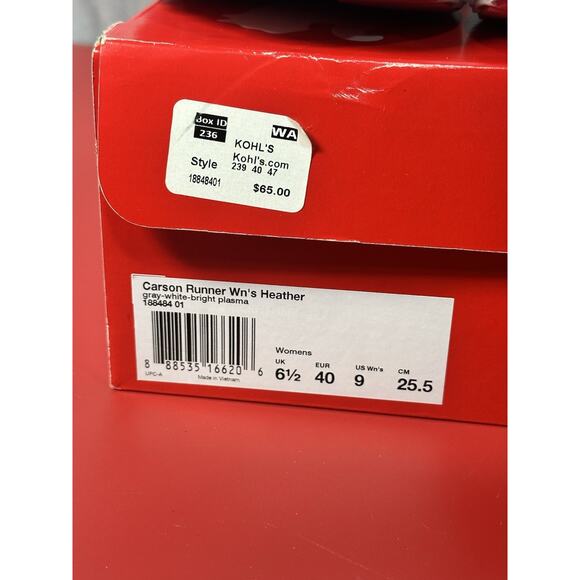 Box ID
236
WA
KOHL'S
Kohl's.com
Style 239 40 47
18848401
$65.00
Carson Runner Wn's Heather
gray-white-bright plasma
188484 01
8 88535 16620 6
UPC-A Made in Vietnam
Womens
UK EUR US Wn's CM
6½ 40 9 25.5